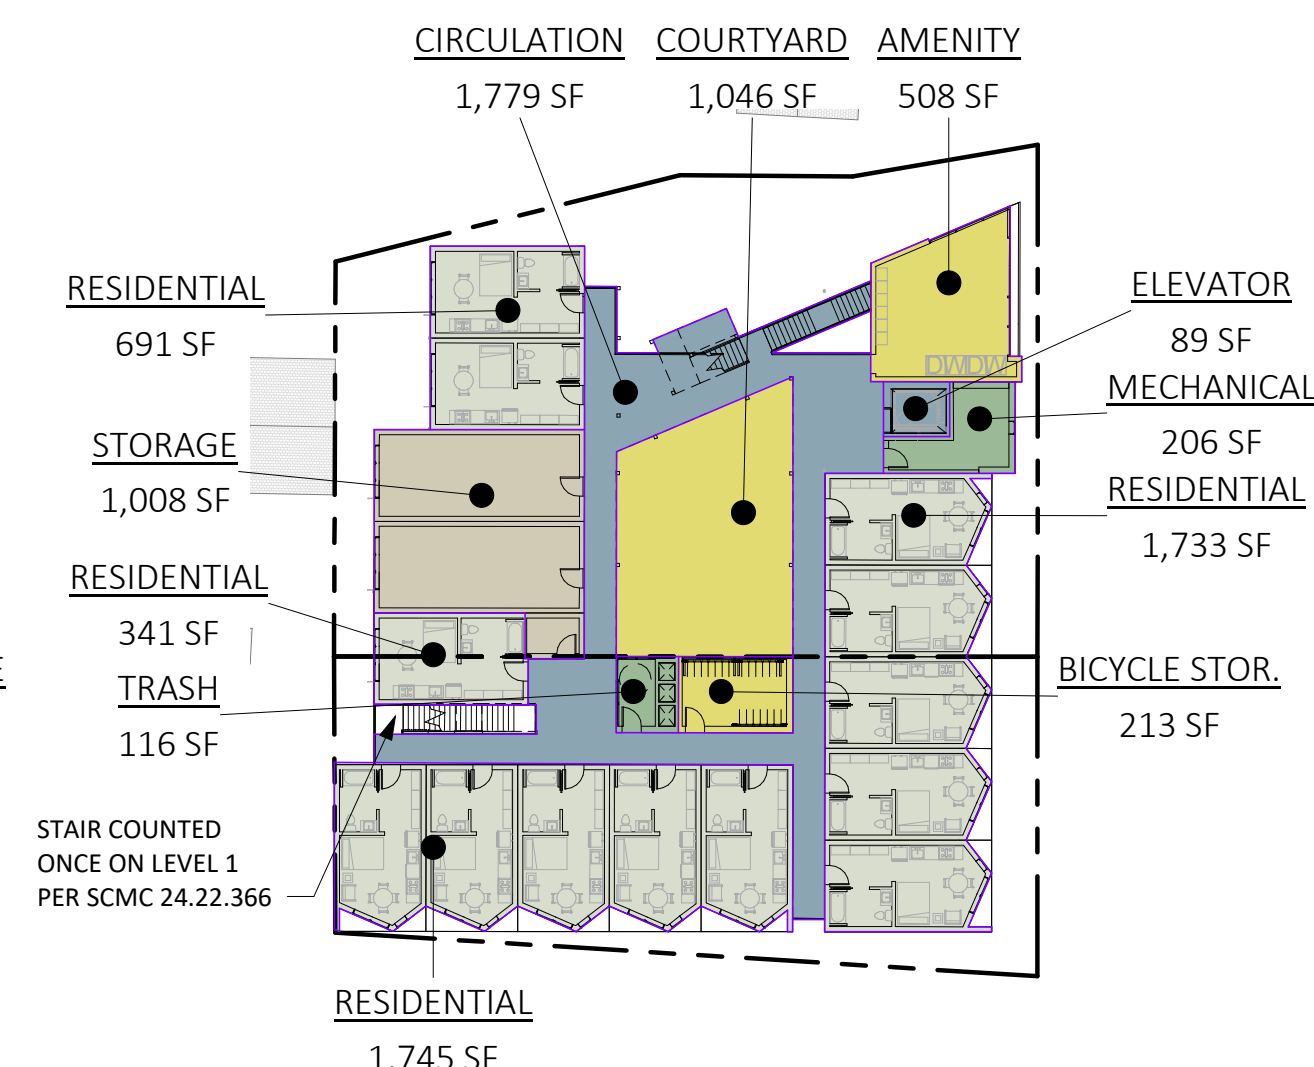 CIRCULATION
1,779 SF
COURTYARD
1,046 SF
AMENITY
508 SF
RESIDENTIAL
691 SF
ELEVATOR
89 SF
MECHANICAL
206 SF
STORAGE
1,008 SF
RESIDENTIAL
1,733 SF
RESIDENTIAL
341 SF
TRASH
116 SF
BICYCLE STOR.
213 SF
STAIR COUNTED
ONCE ON LEVEL 1
PER SCMC 24.22.366
RESIDENTIAL
1,745 SF
DWDW